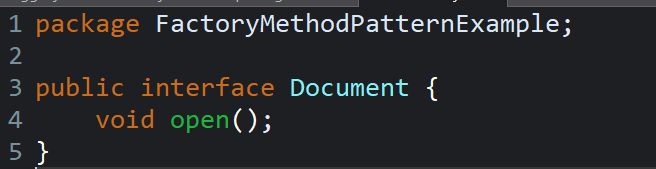 1 package FactoryMethodPatternExample;
2
3 public interface Document {
4     void open();
5 }